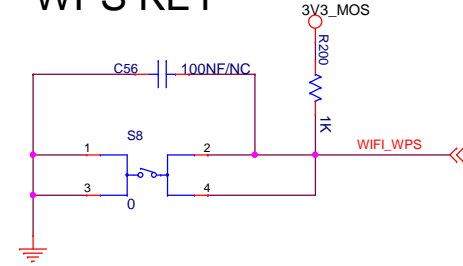 WPS KEY
3V3_MOS
R200
C56 100NF/NC
1K
S8
1 2
WIFI_WPS
3 4
0